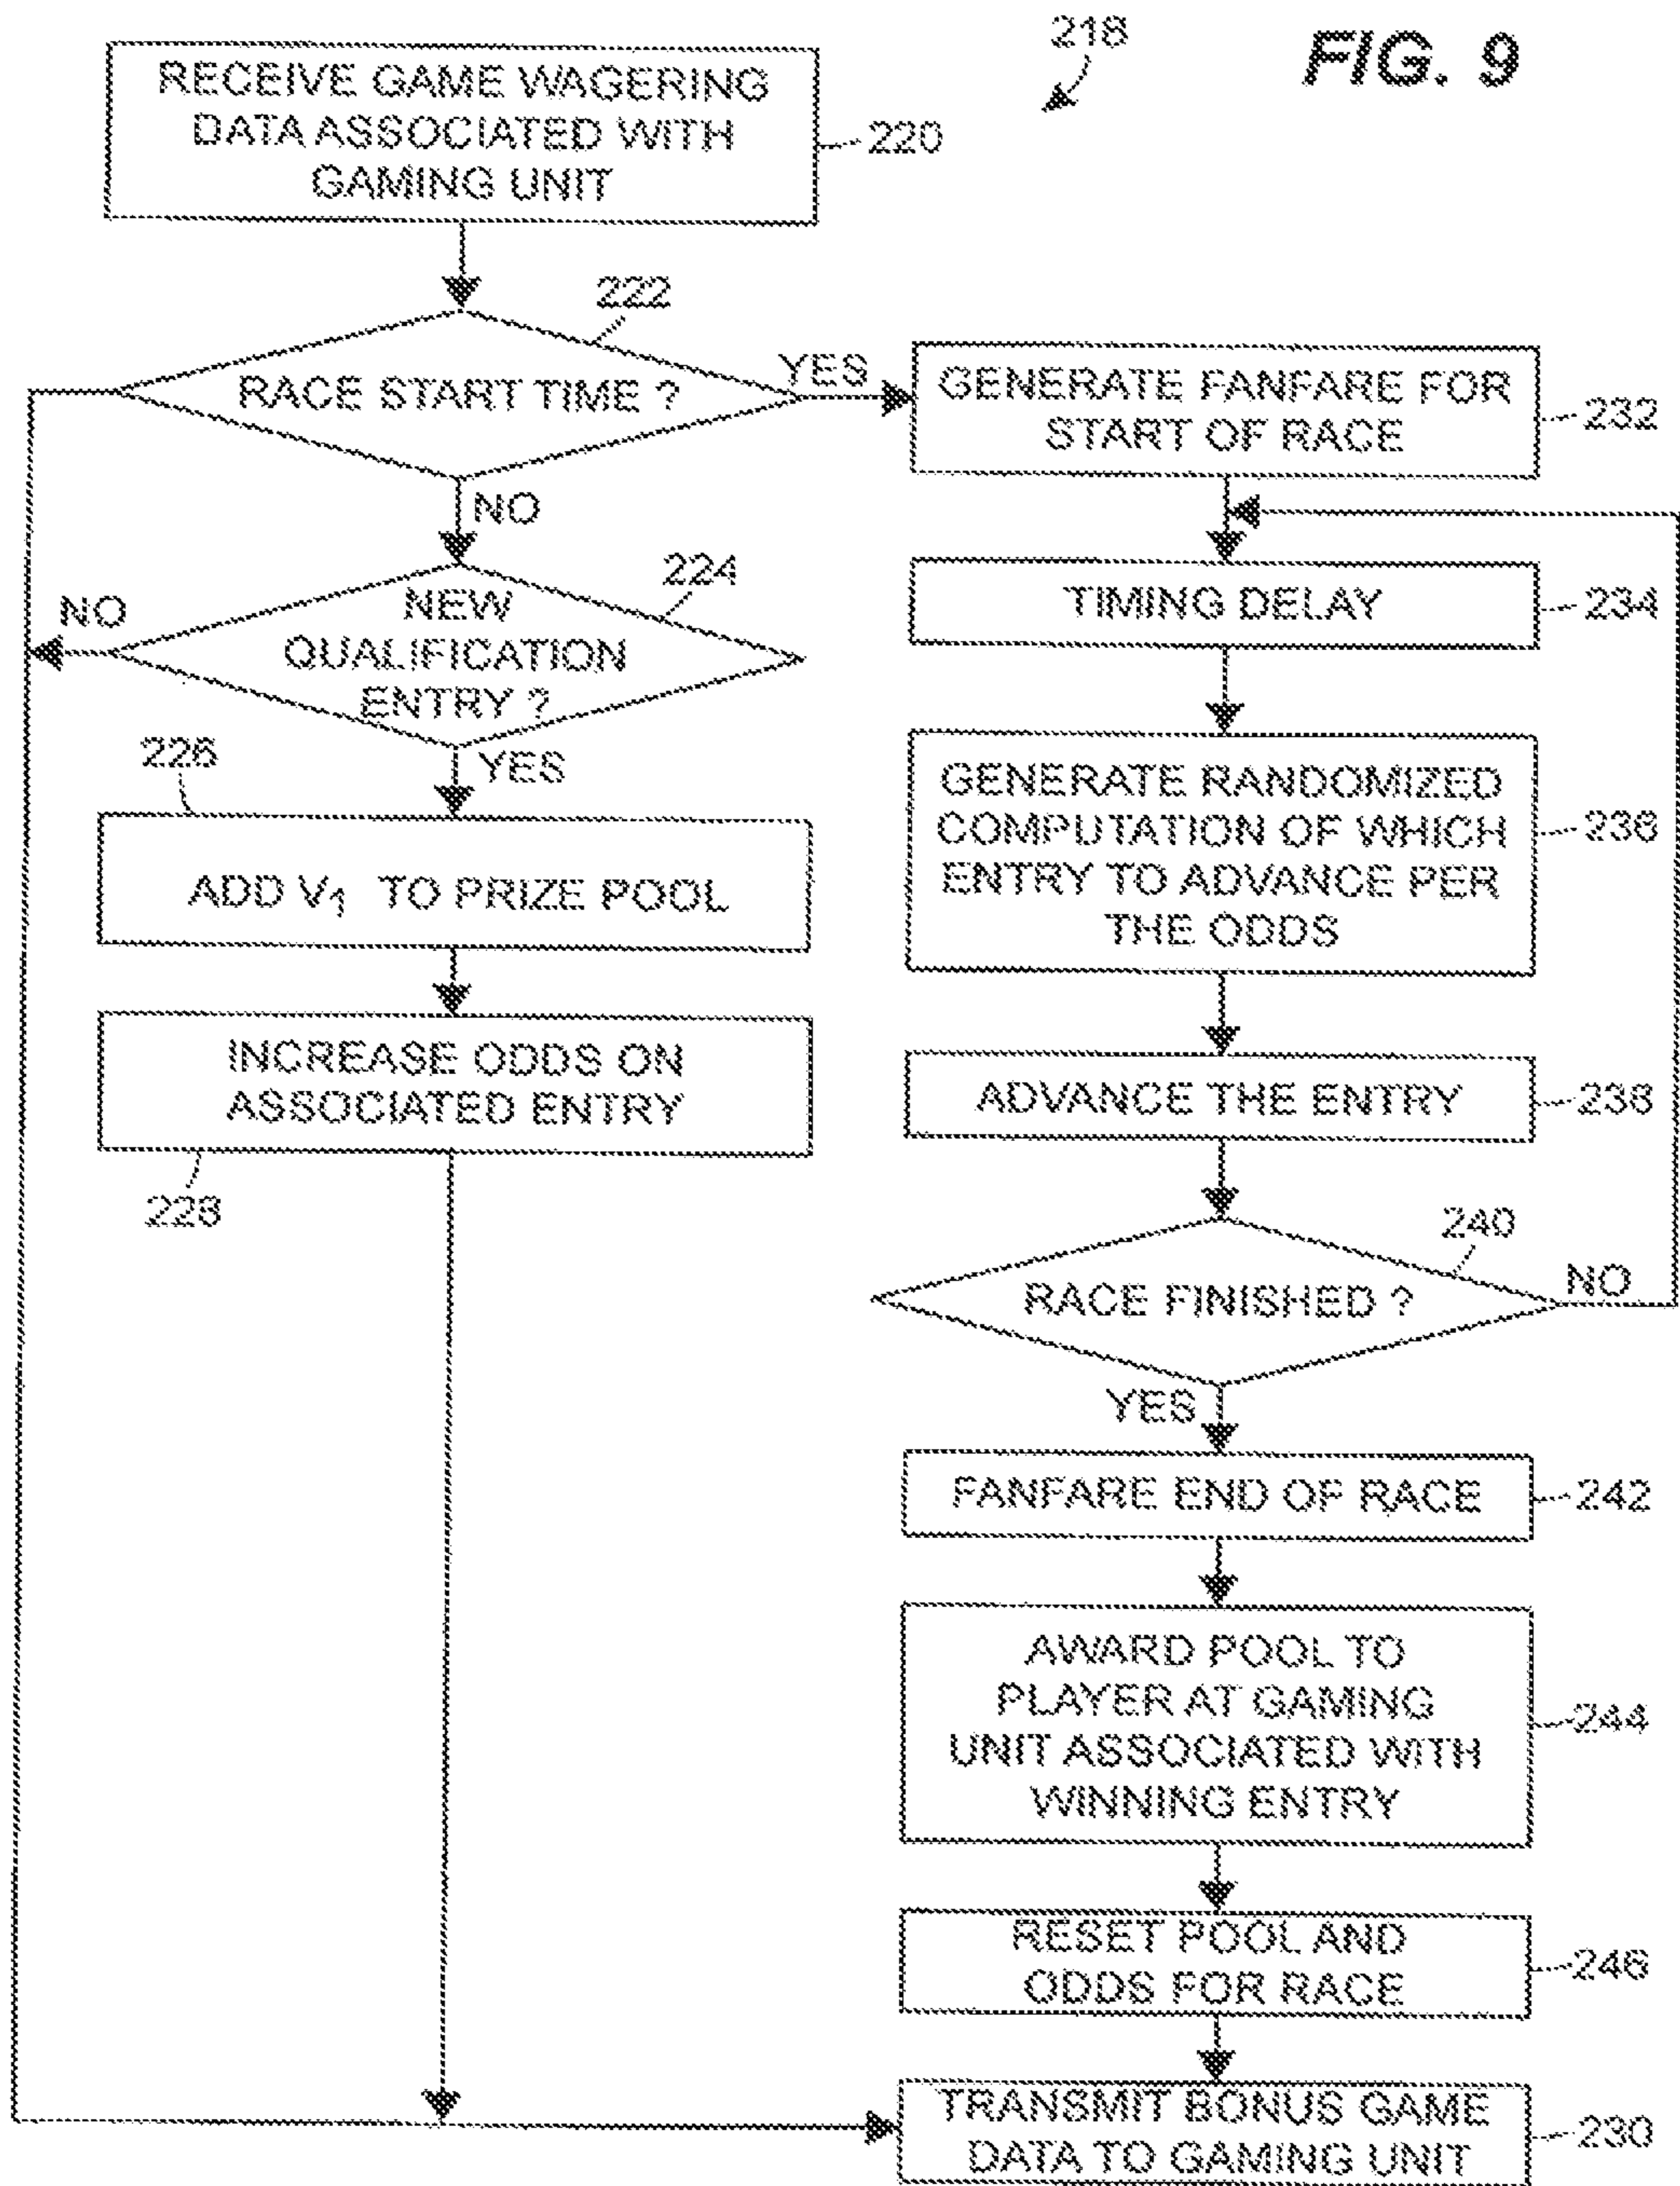 218
FIG. 9
RECEIVE GAME WAGERING
DATA ASSOCIATED WITH
GAMING UNIT
220
222
RACE START TIME ?
YES
NO
GENERATE FANFARE FOR
START OF RACE
232
224
NO
NEW
QUALIFICATION
ENTRY ?
YES
TIMING DELAY
234
226
ADD V1 TO PRIZE POOL
GENERATE RANDOMIZED
COMPUTATION OF WHICH
ENTRY TO ADVANCE PER
THE ODDS
236
INCREASE ODDS ON
ASSOCIATED ENTRY
228
ADVANCE THE ENTRY
238
240
RACE FINISHED ?
NO
YES
FANFARE END OF RACE
242
AWARD POOL TO
PLAYER AT GAMING
UNIT ASSOCIATED WITH
WINNING ENTRY
244
RESET POOL AND
ODDS FOR RACE
246
TRANSMIT BONUS GAME
DATA TO GAMING UNIT
230